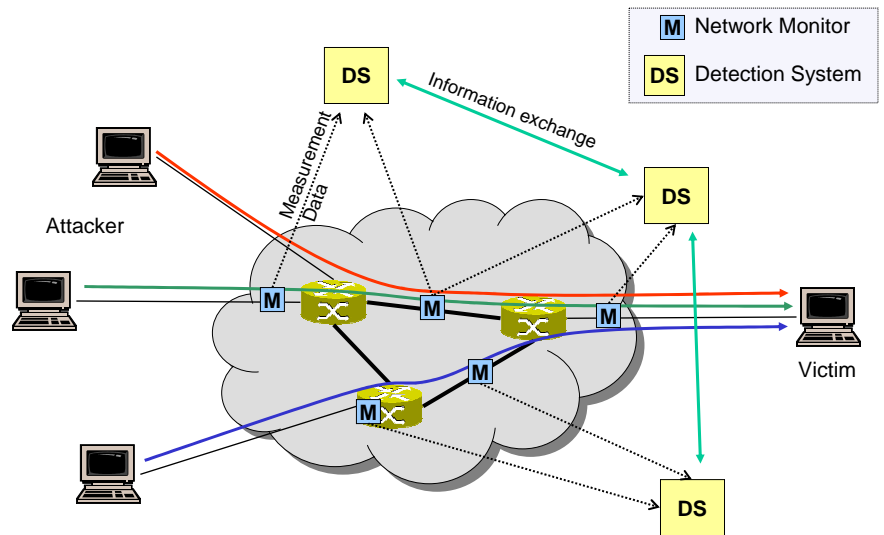 M Network Monitor
DS Detection System
DS
Information exchange
Measurement
Data
DS
Attacker
M
M
M
Victim
M
M
DS